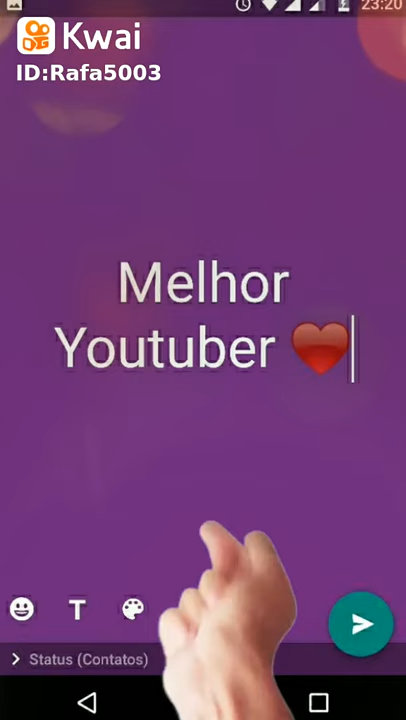 23:20
Kwai
ID:Rafa5003
Melhor
Youtuber ❤️
T
Status (Contatos)